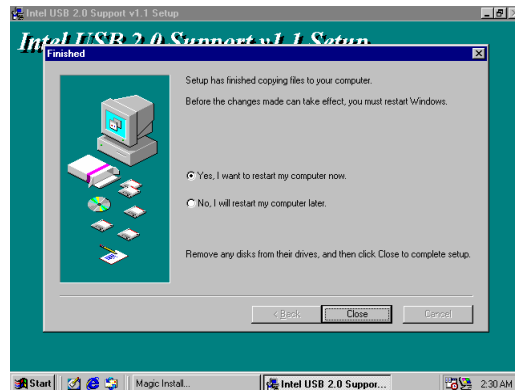 Intel USB 2.0 Support v1.1 Setup
Intel USB 2.0 Support v1.1 Setup
Finished
Setup has finished copying files to your computer.
Before the changes made can take effect, you must restart Windows.
Yes, I want to restart my computer now.
No, I will restart my computer later.
Remove any disks from their drives, and then click Close to complete setup.
< Back
Close
Cancel
Start
Magic Install...
Intel USB 2.0 Suppor...
2:30 AM